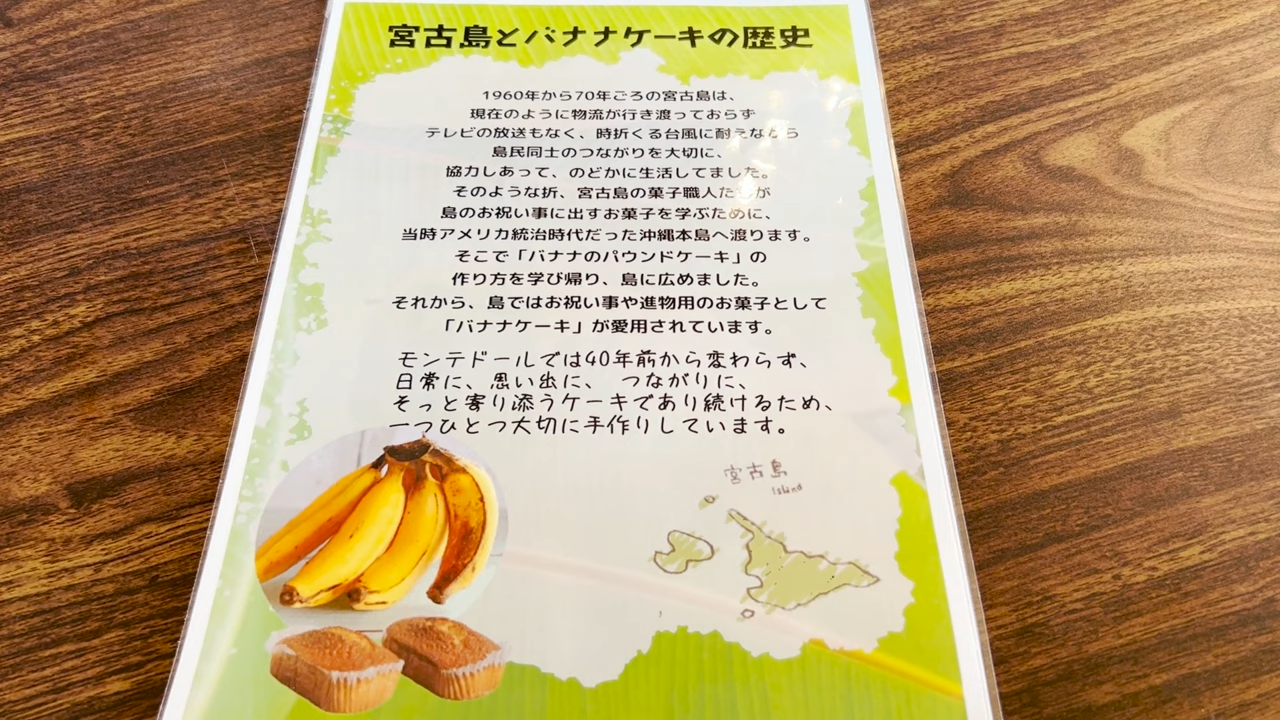 宮古島とバナナケーキの歴史
1960年から70年ごろの宮古島は、
現在のように物流が行き渡っておらず
テレビの放送もなく、時折くる台風に耐えながら
島民同士のつながりを大切に、
協力しあって、のどかに生活してました。
そのような折、宮古島の菓子職人たちが
島のお祝い事に出すお菓子を学ぶために、
当時アメリカ統治時代だった沖縄本島へ渡ります。
そこで「バナナのパウンドケーキ」の
作り方を学び帰り、島に広めました。
それから、島ではお祝い事や進物用のお菓子として
「バナナケーキ」が愛用されています。
モンテドールでは40年前から変わらず、
日常に、思い出に、 つながりに、
そっと寄り添うケーキであり続けるため、
一つひとつ大切に手作りしています。
宮古島
Island